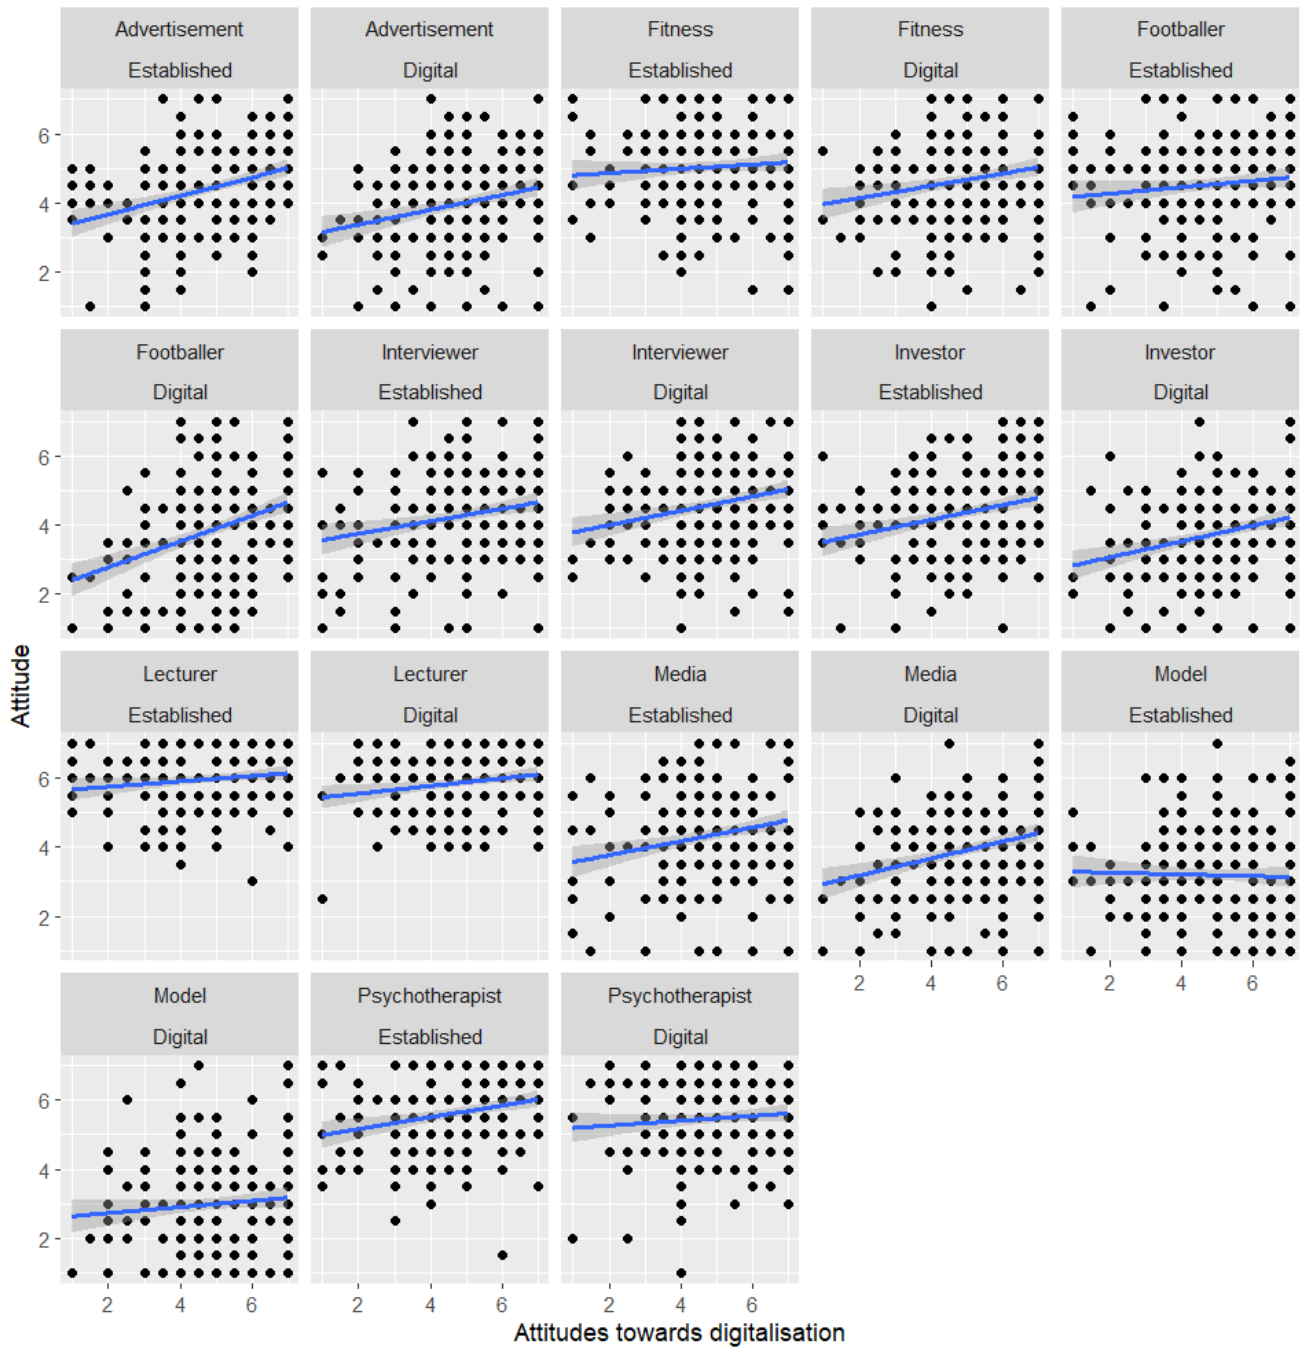 Advertisement Advertisement Fitness Fitness Footballer
Established Digital Established Digital Established
6
4
2
Footballer Interviewer Interviewer Investor Investor
Digital Established Digital Established Digital
6
4
2
Attitude
Lecturer Lecturer Media Media Model
Established Digital Established Digital Established
6
4
2
2 4 6 2 4 6
Model Psychotherapist Psychotherapist
Digital Established Digital
6
4
2
2 4 6 2 4 6 2 4 6
Attitudes towards digitalisation